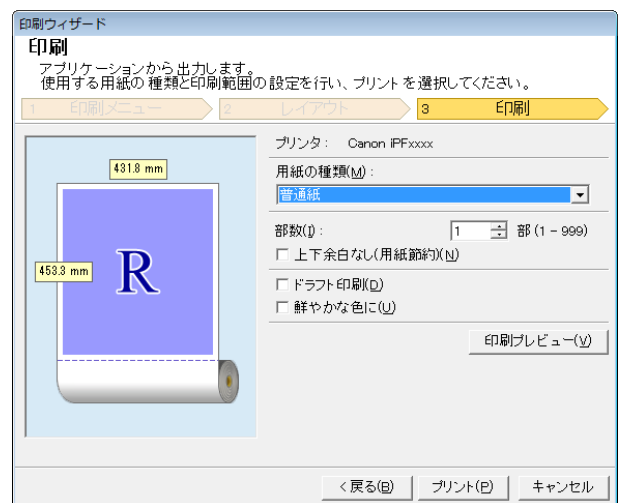 印刷ウィザード
印刷
アプリケーションから出力します。
使用する用紙の種類と印刷範囲の設定を行い、プリントを選択してください。
1 印刷メニュー 2 レイアウト 3 印刷
431.8 mm
453.3 mm
R
プリンタ: Canon iPFxxxx
用紙の種類(M):
普通紙
部数(I): 1 部(1 - 999)
上下余白なし(用紙節約)(N)
ドラフト印刷(D)
鮮やかな色に(U)
印刷プレビュー(V)
<戻る(B) プリント(P) キャンセル